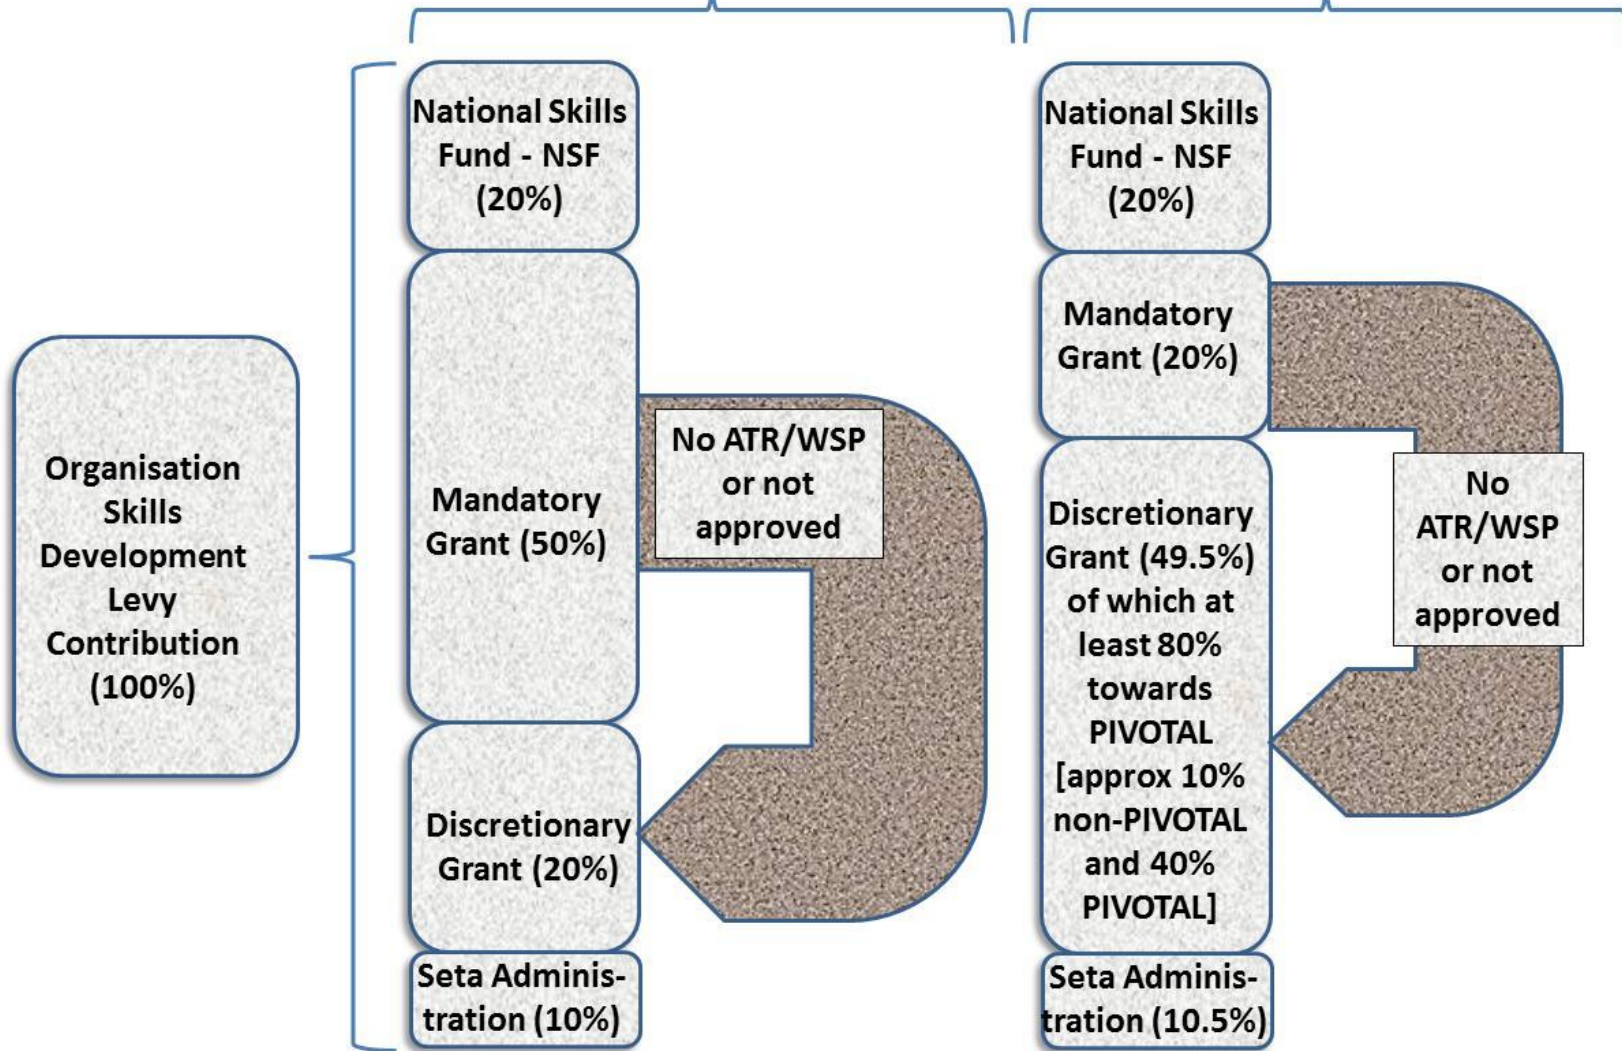 Organisation
Skills
Development
Levy
Contribution
(100%)
National Skills
Fund - NSF
(20%)
Mandatory
Grant (50%)
No ATR/WSP
or not
approved
Discretionary
Grant (20%)
Seta Adminis-
tration (10%)
National Skills
Fund - NSF
(20%)
Mandatory
Grant (20%)
No
ATR/WSP
or not
approved
Discretionary
Grant (49.5%)
of which at
least 80%
towards
PIVOTAL
[approx 10%
non-PIVOTAL
and 40%
PIVOTAL]
Seta Adminis-
tration (10.5%)